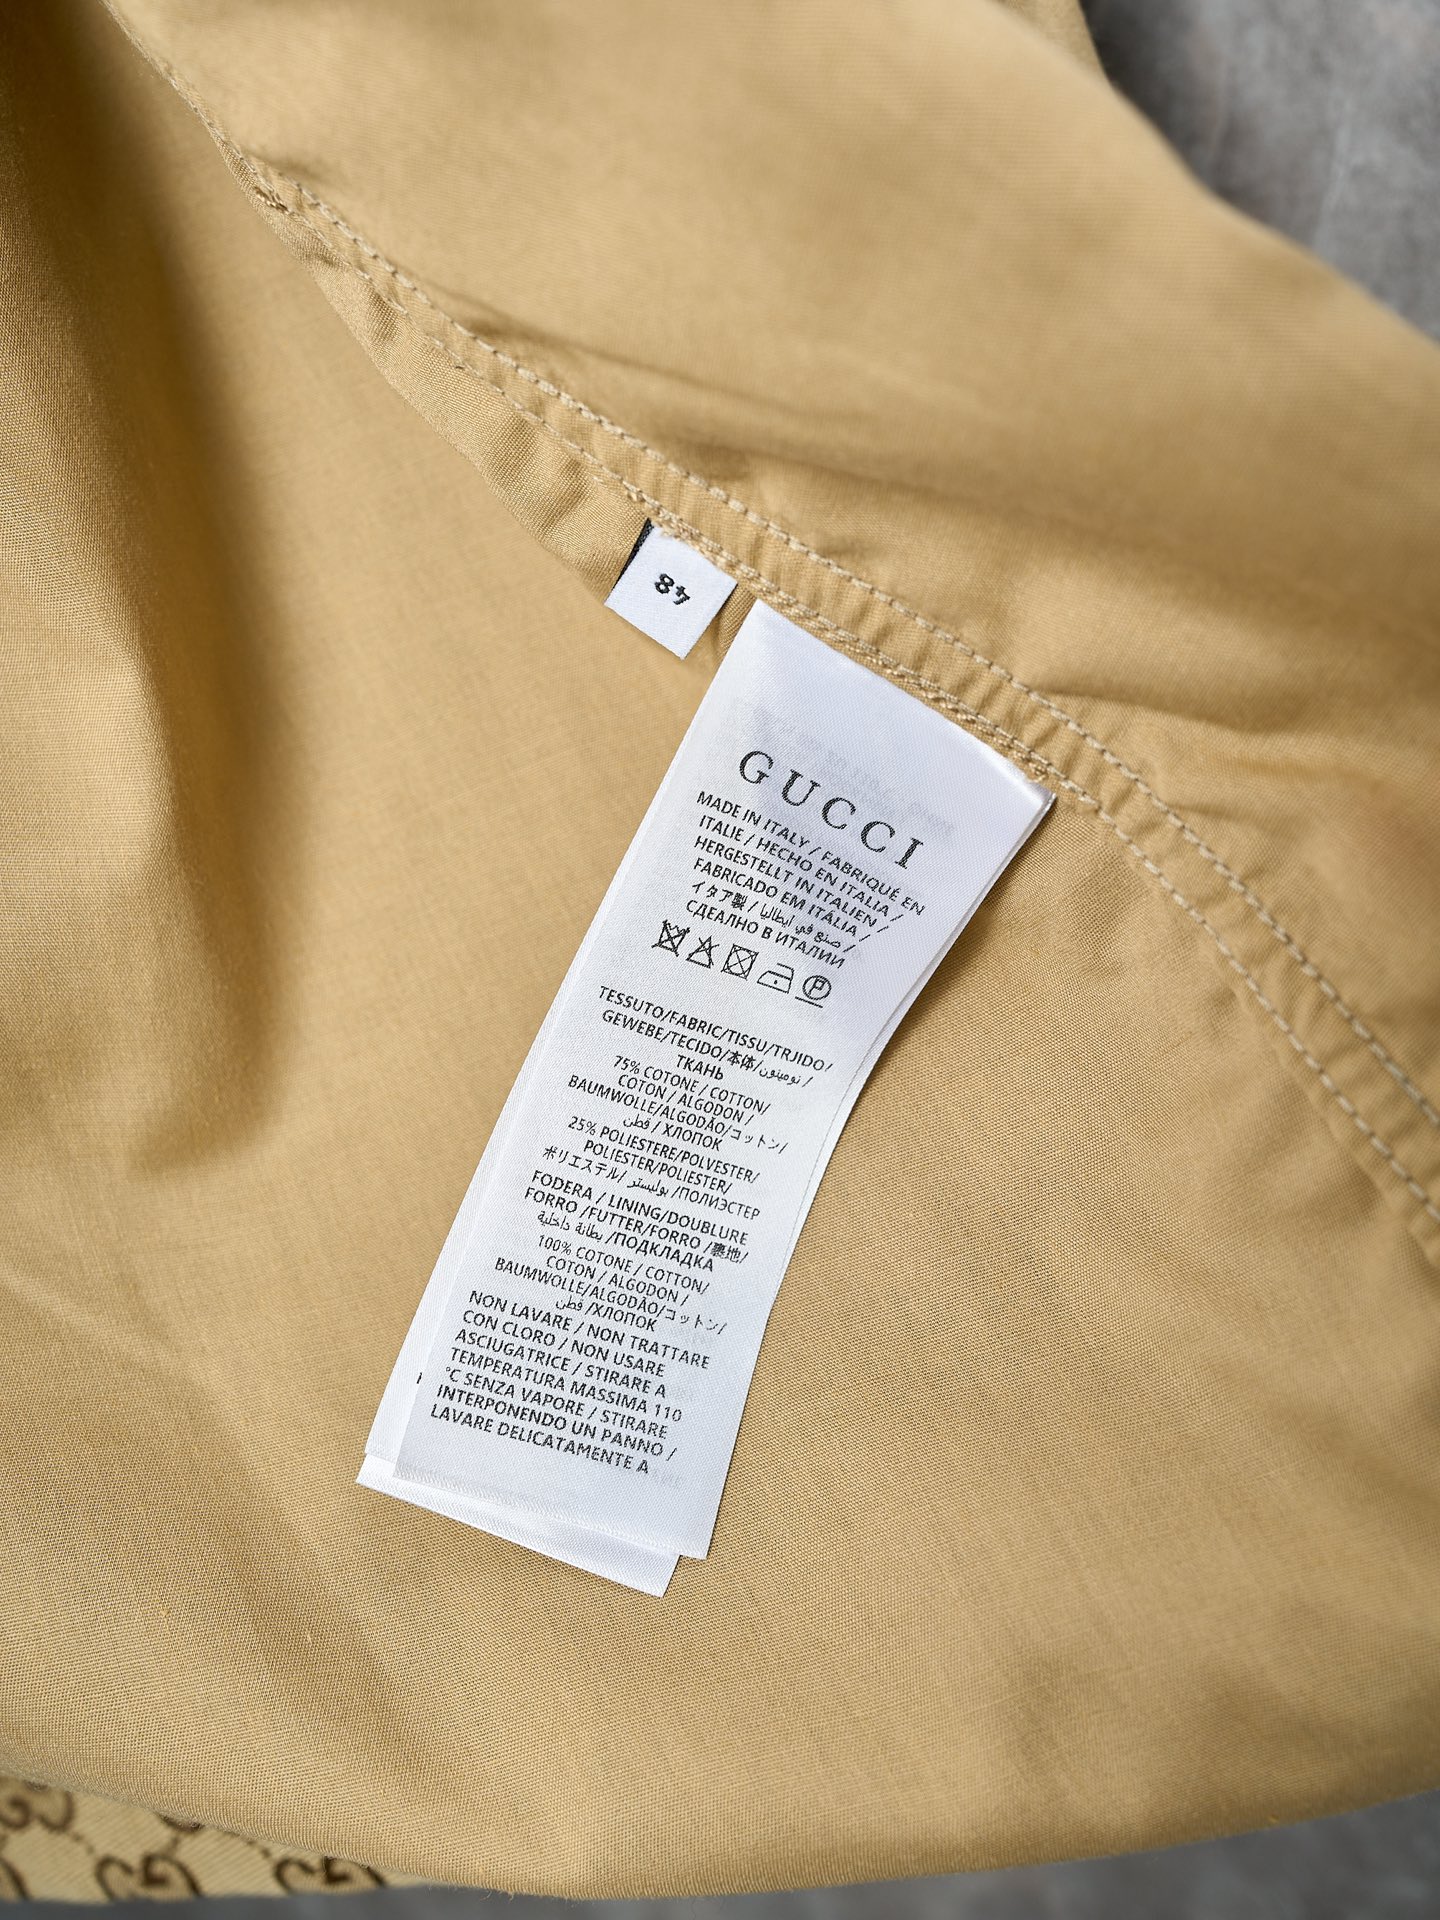 48
GUCCI
MADE IN ITALY / FABRIQUÉ EN
ITALIE / HECHO EN ITALIA /
HERGESTELLT IN ITALIEN /
FABRICADO EM ITÁLIA /
イタア製 / صنع في ايطاليا /
СДЕАЛНО В ИТАЛИИ
P
TESSUTO/FABRIC/TISSU/TRJIDO/
GEWEBE/TECIDO/本体/نومينون /
ТКАНЬ
75% COTONE / COTTON/
COTON / ALGODON /
BAUMWOLLE/ALGODÃO/コットン/
قطن / ХЛОПОК
25% POLIESTERE/POLVESTER/
POLIESTER/POLIESTER/
ポリエステル/ بوليستر /ПОЛИЭСТЕР
FODERA / LINING/DOUBLURE
FORRO /FUTTER/FORRO /裏地/
بطانة داخلية /ПОДКЛАДКА
100% COTONE / COTTON/
COTON / ALGODON /
BAUMWOLLE/ALGODÃO/コットン/
قطن /ХЛОПОК
NON LAVARE / NON TRATTARE
CON CLORO / NON USARE
ASCIUGATRICE / STIRARE A
TEMPERATURA MASSIMA 110
°C SENZA VAPORE / STIRARE
INTERPONENDO UN PANNO /
LAVARE DELICATAMENTE A